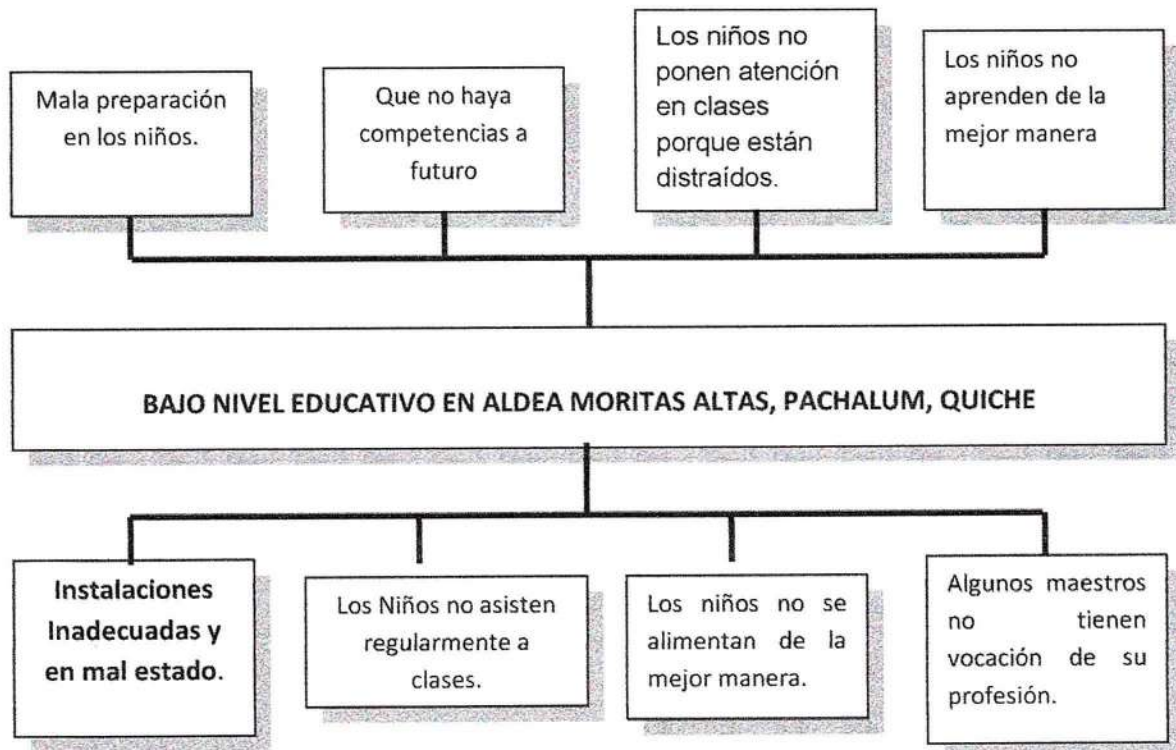 Mala preparación
en los niños.
Que no haya
competencias a
futuro
Los niños no
ponen atención
en clases
porque están
distraídos.
Los niños no
aprenden de la
mejor manera
BAJO NIVEL EDUCATIVO EN ALDEA MORITAS ALTAS, PACHALUM, QUICHE
Instalaciones
Inadecuadas y
en mal estado.
Los Niños no asisten
regularmente a
clases.
Los niños no se
alimentan de la
mejor manera.
Algunos maestros
no tienen
vocación de su
profesión.